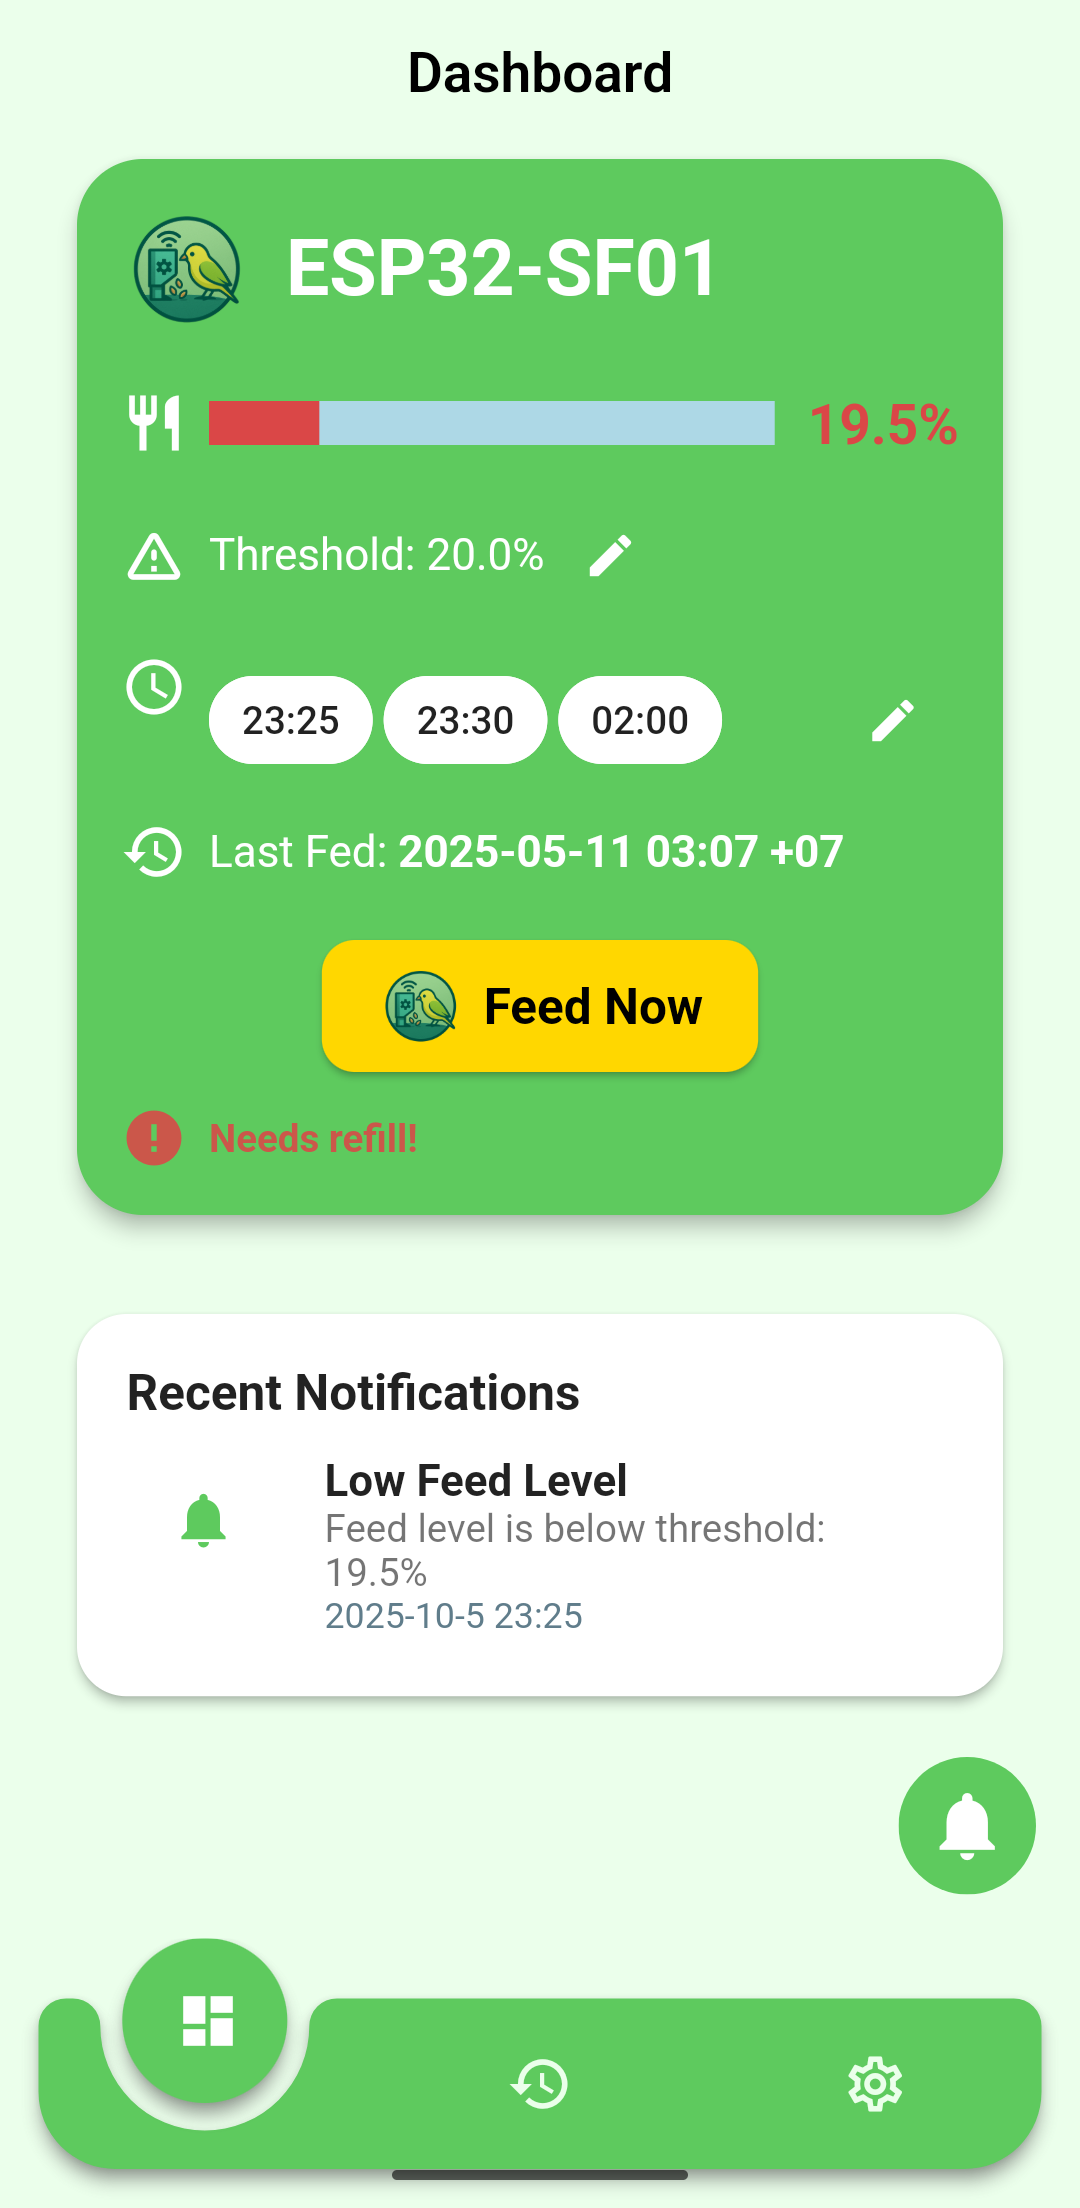 Dashboard
ESP32-SF01
19.5%
Threshold: 20.0%
23:25 23:30 02:00
Last Fed: 2025-05-11 03:07 +07
Feed Now
Needs refill!
Recent Notifications
Low Feed Level
Feed level is below threshold:
19.5%
2025-10-5 23:25